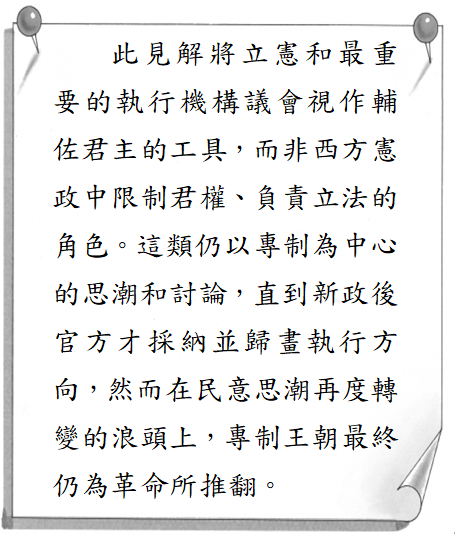 此見解將立憲和最重
要的執行機構議會視作輔
佐君主的工具，而非西方憲
政中限制君權、負責立法的
角色。這類仍以專制為中心
的思潮和討論，直到新政後
官方才採納並歸畫執行方
向，然而在民意思潮再度轉
變的浪頭上，專制王朝最終
仍為革命所推翻。